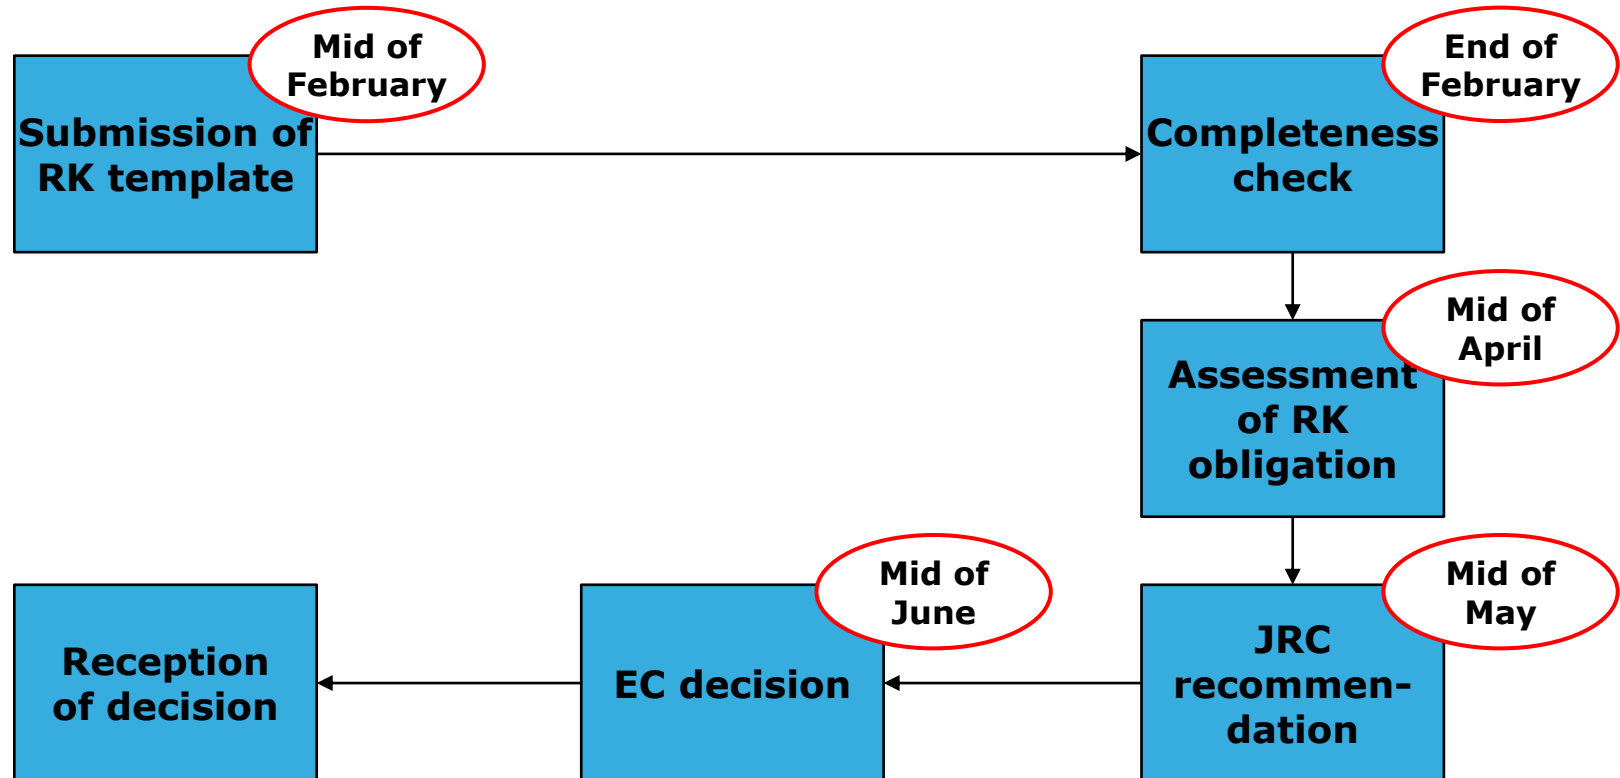 Mid of
February
Submission of
RK template
End of
February
Completeness
check
Mid of
April
Assessment
of RK
obligation
Mid of
May
JRC
recommen-
dation
Mid of
June
EC decision
Reception
of decision